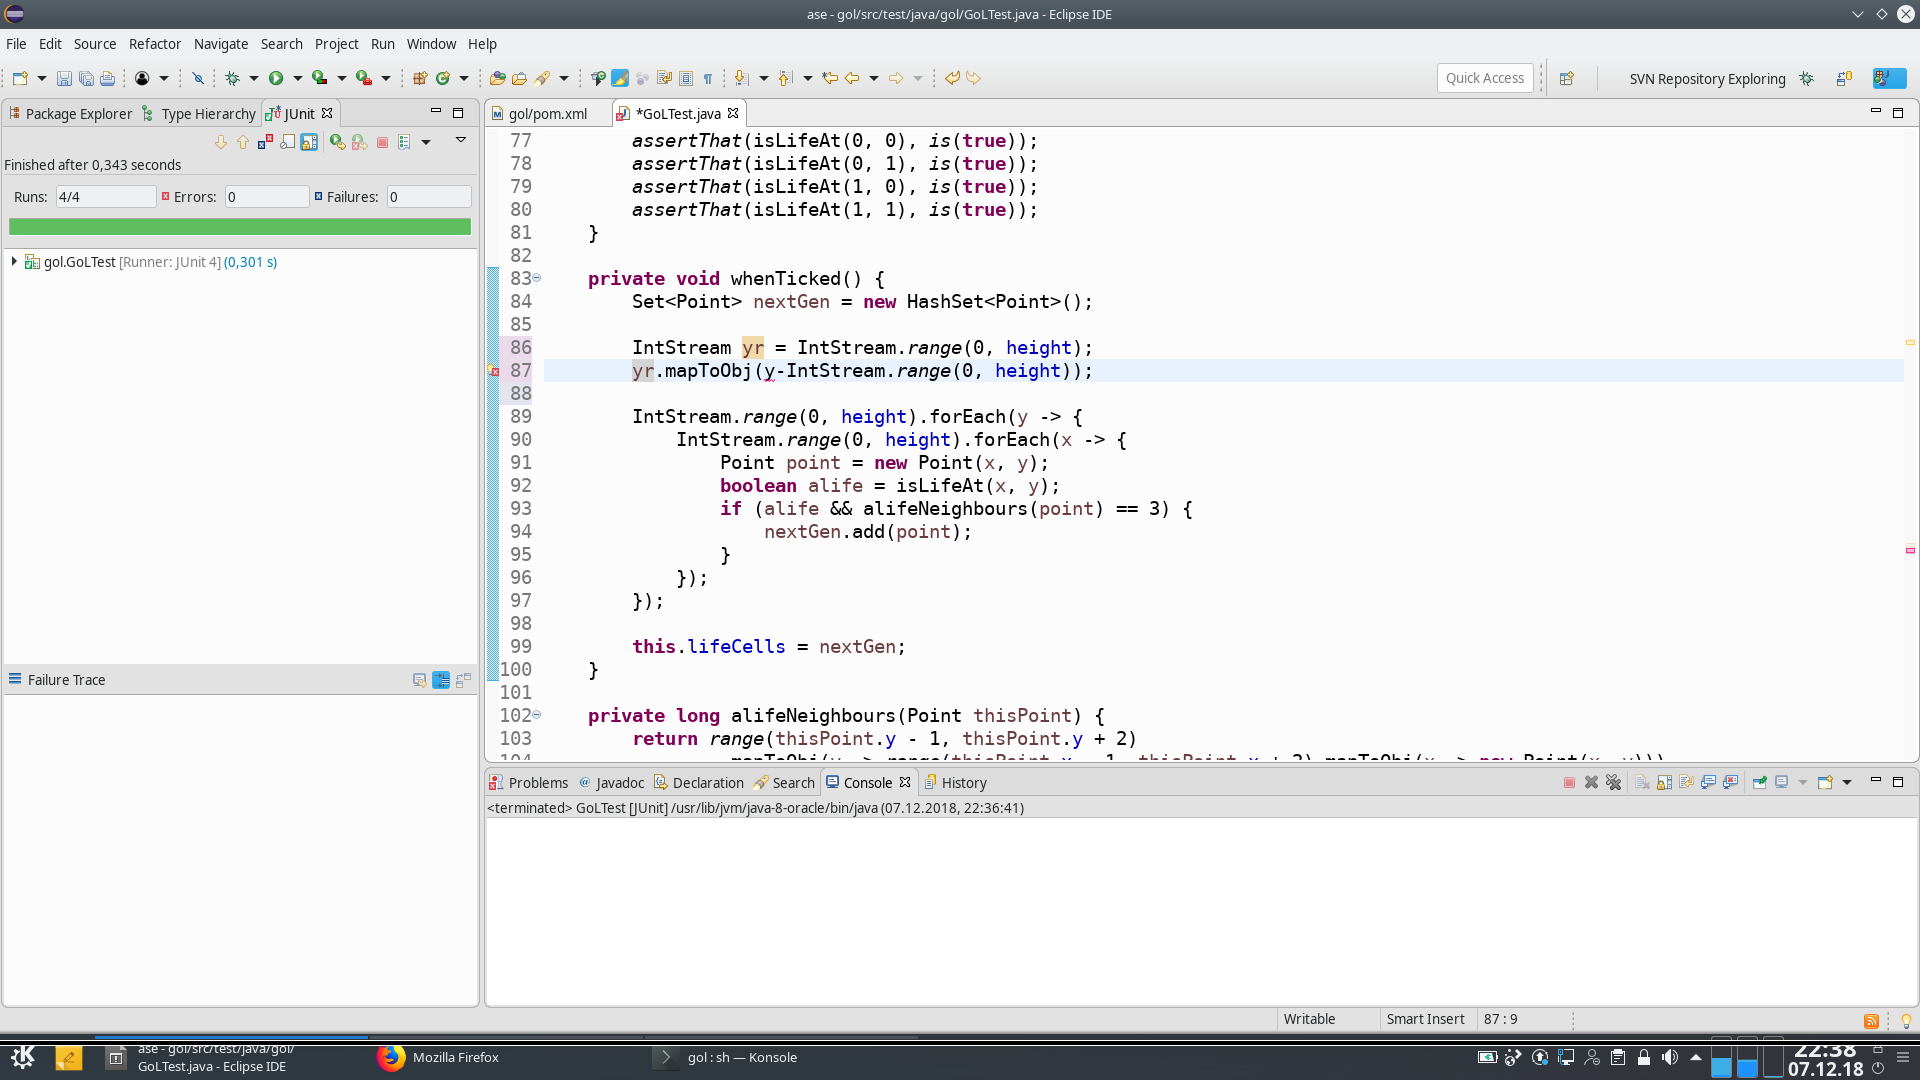 ase - gol/src/test/java/gol/GoLTest.java - Eclipse IDE
File Edit Source Refactor Navigate Search Project Run Window Help
Quick Access
SVN Repository Exploring
Package Explorer Type Hierarchy JUnit
gol/pom.xml *GoLTest.java
Finished after 0,343 seconds
Runs: 4/4 Errors: 0 Failures: 0
gol.GoLTest [Runner: JUnit 4] (0,301 s)
Failure Trace
77 assertThat(isLifeAt(0, 0), is(true));
78 assertThat(isLifeAt(0, 1), is(true));
79 assertThat(isLifeAt(1, 0), is(true));
80 assertThat(isLifeAt(1, 1), is(true));
81 }
82
83 private void whenTicked() {
84 Set<Point> nextGen = new HashSet<Point>();
85
86 IntStream yr = IntStream.range(0, height);
87 yr.mapToObj(y-IntStream.range(0, height));
88
89 IntStream.range(0, height).forEach(y -> {
90 IntStream.range(0, height).forEach(x -> {
91 Point point = new Point(x, y);
92 boolean alife = isLifeAt(x, y);
93 if (alife && alifeNeighbours(point) == 3) {
94 nextGen.add(point);
95 }
96 });
97 });
98
99 this.lifeCells = nextGen;
100 }
101
102 private long alifeNeighbours(Point thisPoint) {
103 return range(thisPoint.y - 1, thisPoint.y + 2)
104 .mapToObj(y -> range(thisPoint.x - 1, thisPoint.x + 2).mapToObj(x -> new Point(x, y)))
Problems Javadoc Declaration Search Console History
<terminated> GoLTest [JUnit] /usr/lib/jvm/java-8-oracle/bin/java (07.12.2018, 22:36:41)
Writable Smart Insert 87 : 9
ase - gol/src/test/java/gol/
GoLTest.java - Eclipse IDE
Mozilla Firefox
gol : sh — Konsole
22:38
07.12.18